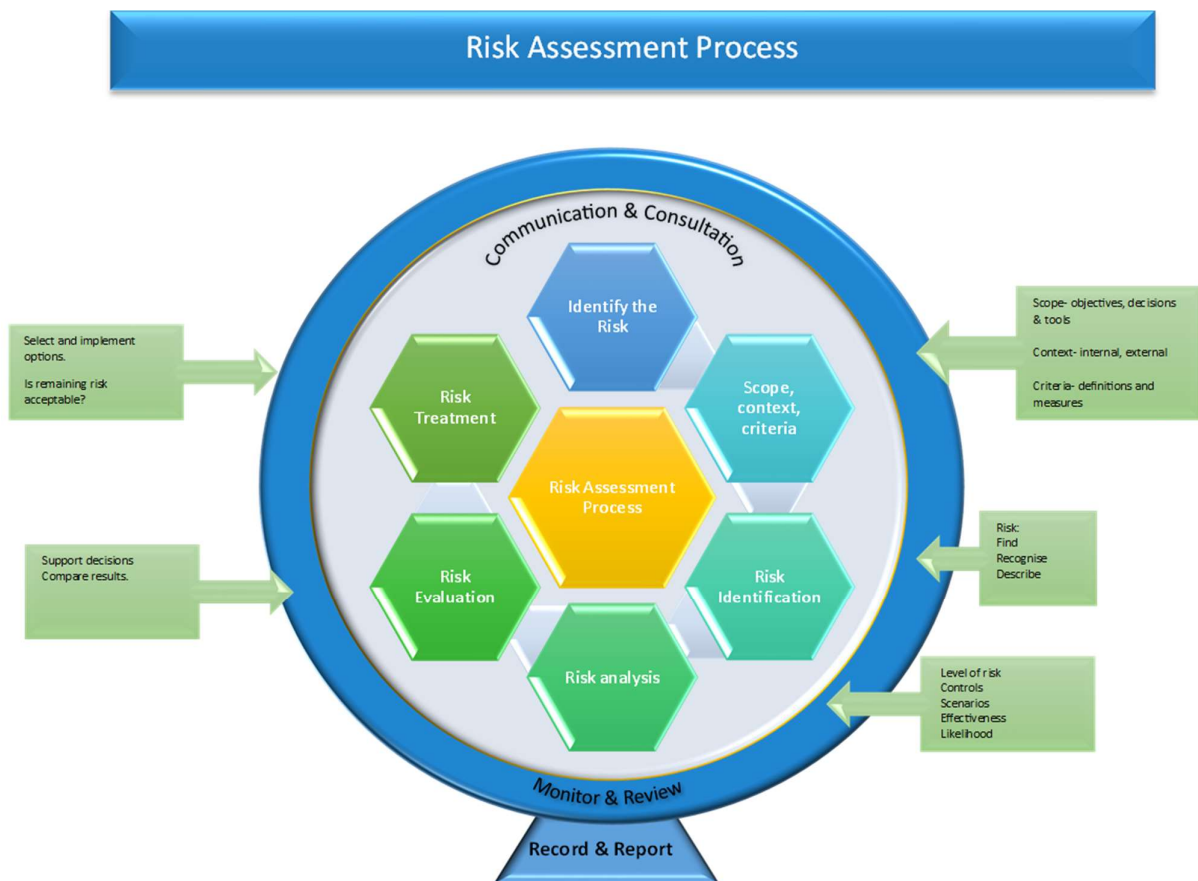 Risk Assessment Process
Communication & Consultation
Identify the
Risk
Scope,
context,
criteria
Risk
Identification
Risk analysis
Risk
Evaluation
Risk
Treatment
Risk Assessment
Process
Monitor & Review
Record & Report
Select and implement
options.
Is remaining risk
acceptable?
Support decisions
Compare results.
Scope- objectives, decisions
& tools
Context- internal, external
Criteria- definitions and
measures
Risk:
Find
Recognise
Describe
Level of risk
Controls
Scenarios
Effectiveness
Likelihood